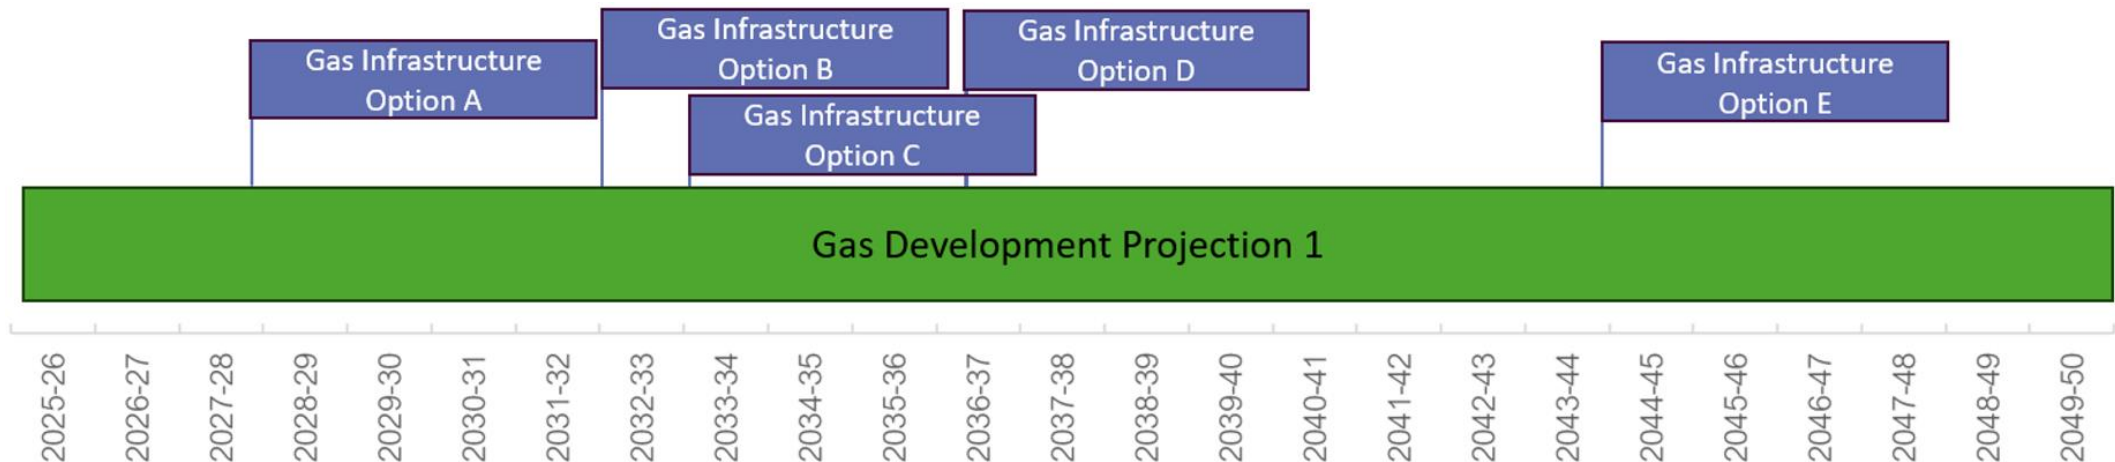 Gas Infrastructure
Option A
Gas Infrastructure
Option B
Gas Infrastructure
Option C
Gas Infrastructure
Option D
Gas Infrastructure
Option E
Gas Development Projection 1
2025-26
2026-27
2027-28
2028-29
2029-30
2030-31
2031-32
2032-33
2033-34
2034-35
2035-36
2036-37
2037-38
2038-39
2039-40
2040-41
2041-42
2042-43
2043-44
2044-45
2045-46
2046-47
2047-48
2048-49
2049-50